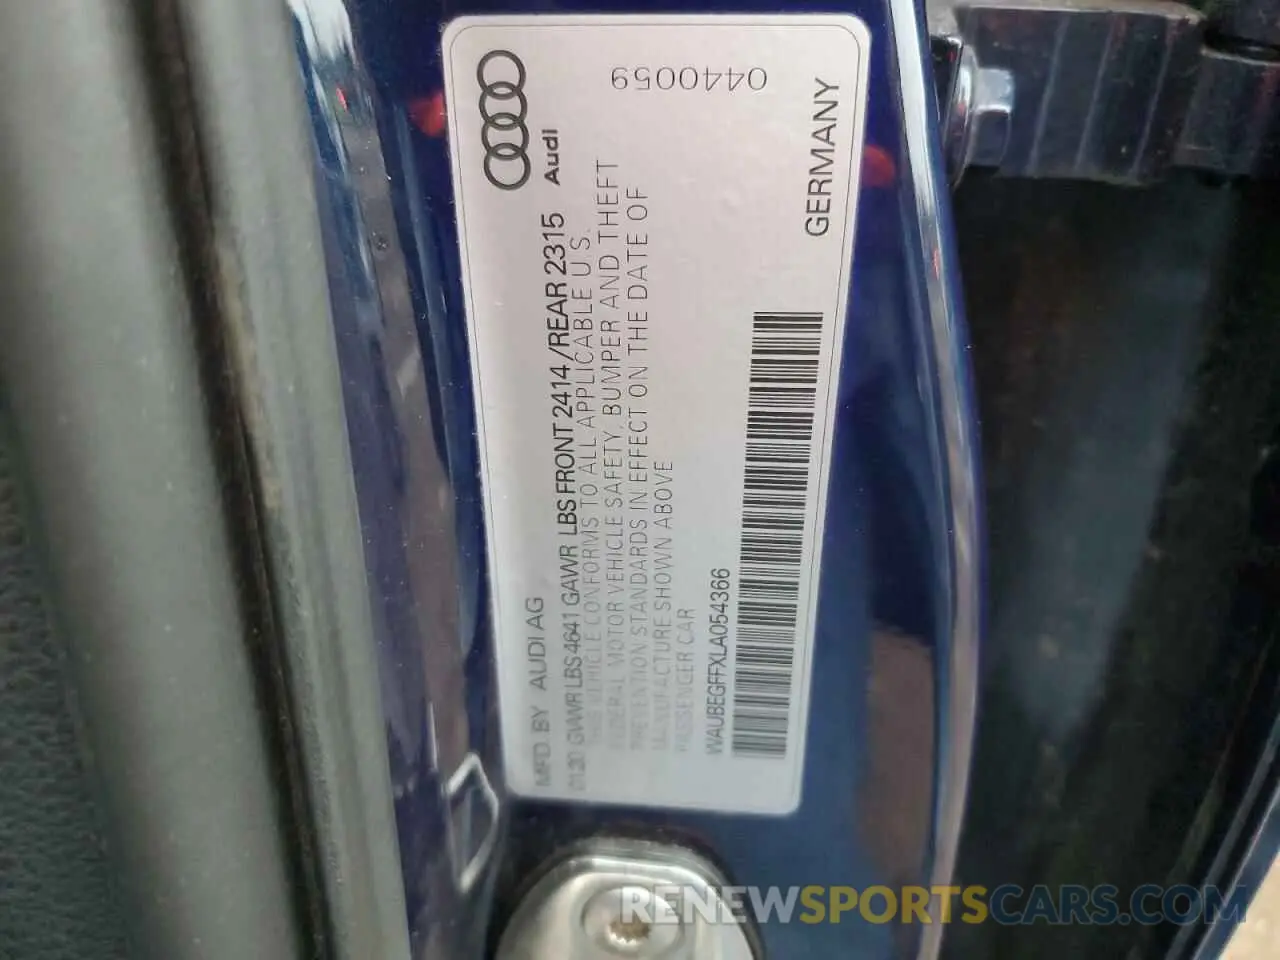 MFD. BY AUDI AG
01.20 GVWR LBS 4641 GAWR LBS FRONT 2414/REAR 2315
THIS VEHICLE CONFORMS TO ALL APPLICABLE U.S.
FEDERAL MOTOR VEHICLE SAFETY, BUMPER AND THEFT
PREVENTION STANDARDS IN EFFECT ON THE DATE OF
MANUFACTURE SHOWN ABOVE
PASSENGER CAR
WAUBEGFFXLA054366
Audi
0440059
GERMANY
RENEWSPORTSCARS.COM